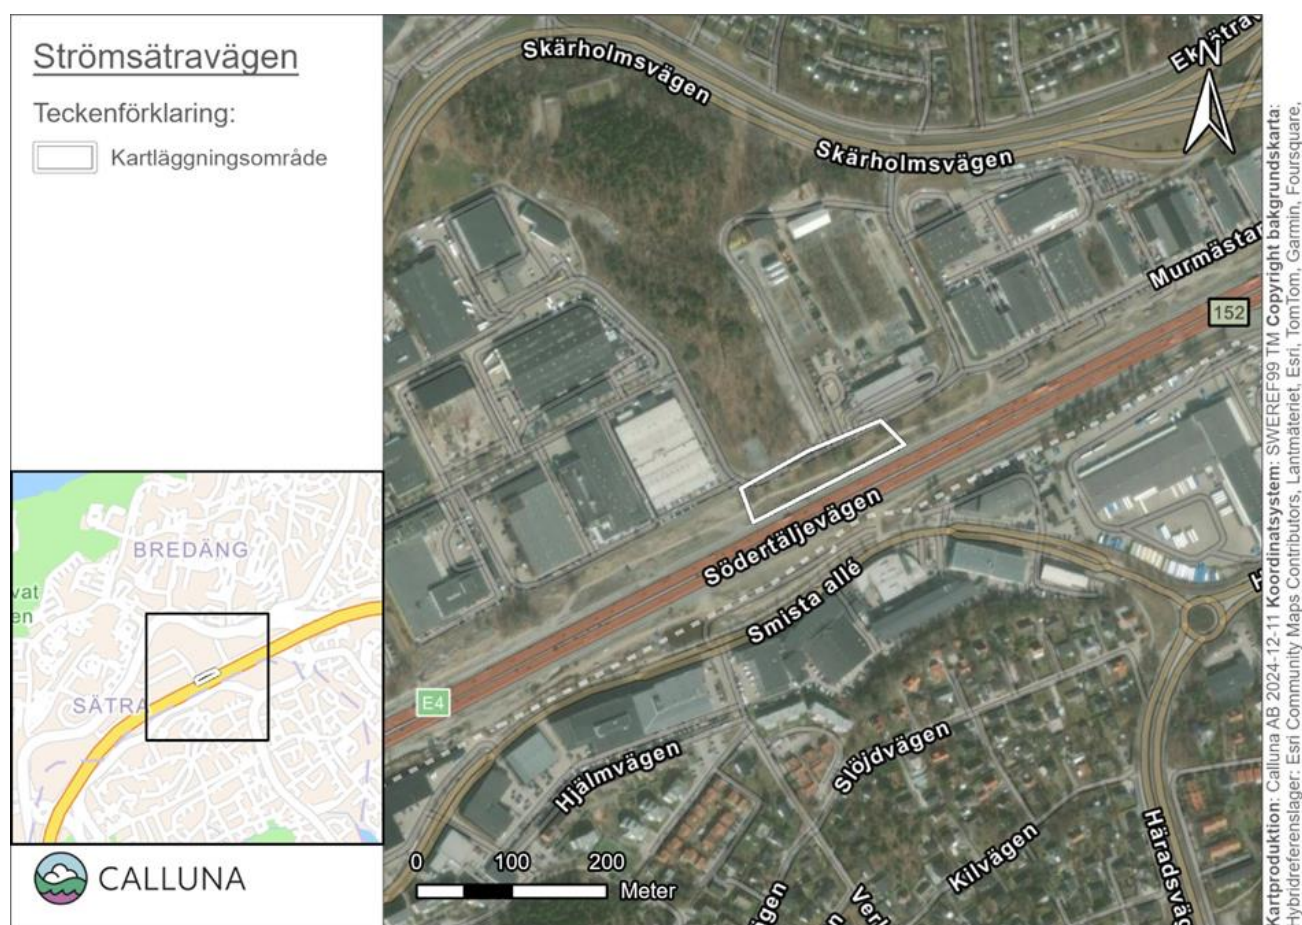 Strömsätravägen
Teckenförklaring:
Kartläggningsområde
BREDÄNG
SÄTRA
CALLUNA
Skärholmsvägen
N
Skärholmsvägen
152
Södertäljevägen
Smista allé
E4
Hjälmvägen
Slöjdvägen
Kilvägen
0 100 200
Meter
Kartproduktion: Calluna AB 2024-12-11 Koordinatsystem: SWEREF99 TM Copyright bakgrundskarta:
Hybridreferenslager: Esri Community Maps Contributors, Lantmäteriet, Esri, TomTom, Garmin, Foursquare,